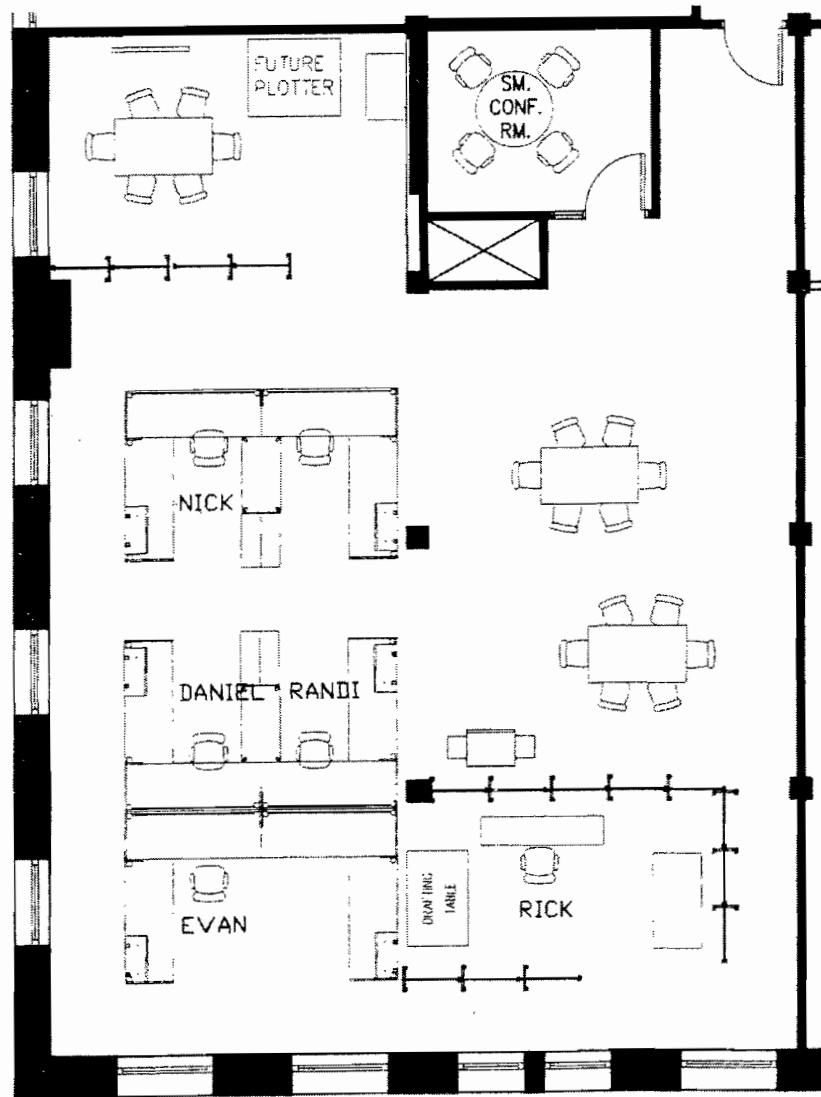 FUTURE
PLOTTER
SM.
CONF.
RM.
NICK
DANIEL RANDI
DRAFTING
TABLE
RICK
EVAN